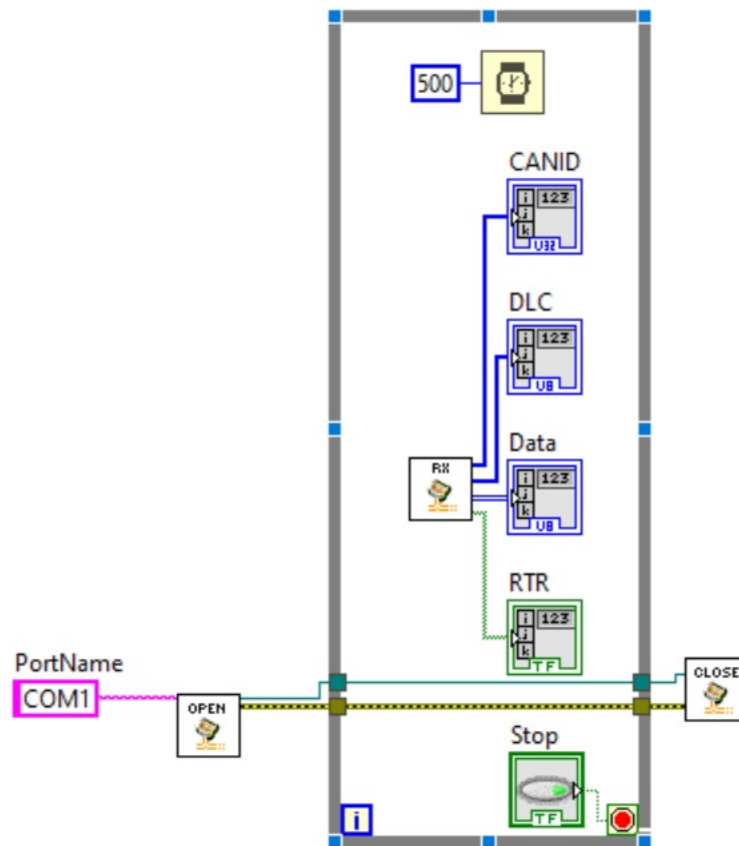 500
CANID
i
j
k
123
U32
DLC
i
j
k
123
U8
Data
RX
i
j
k
123
U8
RTR
i
j
k
123
TF
PortName
COM1
OPEN
CLOSE
Stop
TF
i